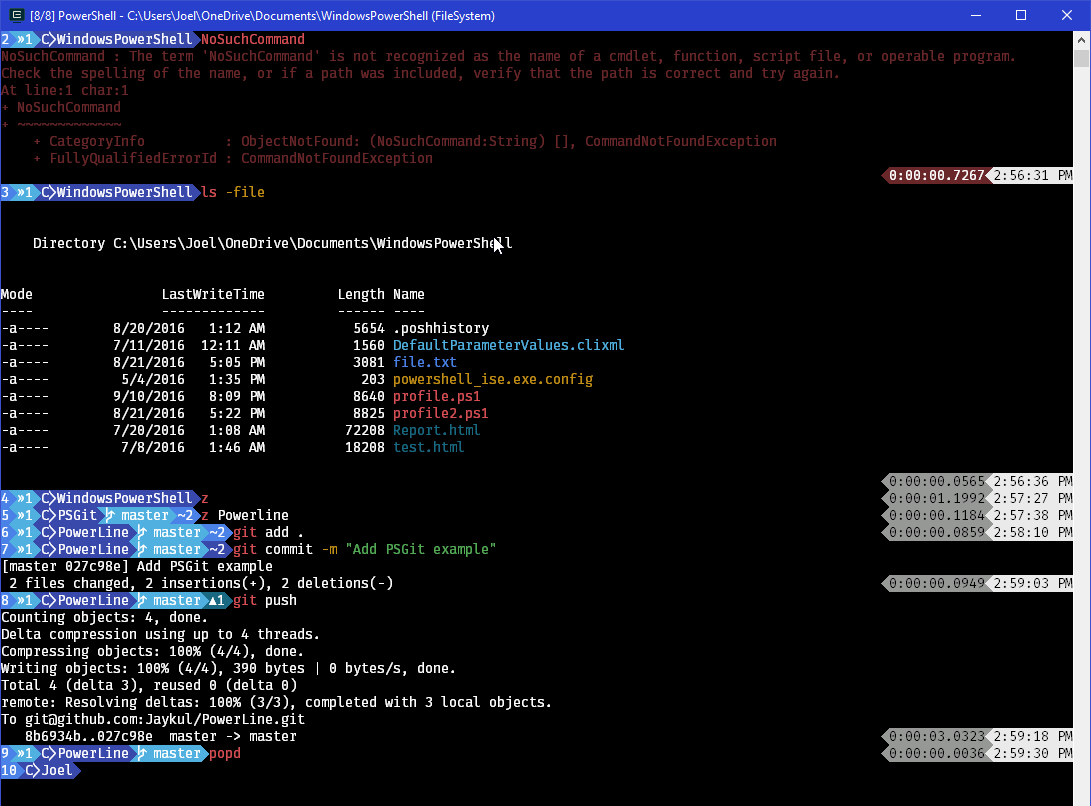 [8/8] PowerShell - C:\Users\Joel\OneDrive\Documents\WindowsPowerShell (FileSystem)
2 »1 C>WindowsPowerShell NoSuchCommand
NoSuchCommand : The term 'NoSuchCommand' is not recognized as the name of a cmdlet, function, script file, or operable program.
Check the spelling of the name, or if a path was included, verify that the path is correct and try again.
At line:1 char:1
+ NoSuchCommand
+ ~~~~~~~~~~~~~
    + CategoryInfo          : ObjectNotFound: (NoSuchCommand:String) [], CommandNotFoundException
    + FullyQualifiedErrorId : CommandNotFoundException
0:00:00.7267 2:56:31 PM
3 »1 C>WindowsPowerShell ls -file
    Directory C:\Users\Joel\OneDrive\Documents\WindowsPowerShell
Mode                LastWriteTime         Length Name
----                -------------         ------ ----
-a----        8/20/2016   1:12 AM           5654 .poshhistory
-a----        7/11/2016  12:11 AM           1560 DefaultParameterValues.clixml
-a----        8/21/2016   5:05 PM           3081 file.txt
-a----         5/4/2016   1:35 PM            203 powershell_ise.exe.config
-a----        9/10/2016   8:09 PM           8640 profile.ps1
-a----        8/21/2016   5:22 PM           8825 profile2.ps1
-a----        7/20/2016   1:08 AM          72208 Report.html
-a----         7/8/2016   1:46 AM          18208 test.html
0:00:00.0565 2:56:36 PM
4 »1 C>WindowsPowerShell z 0:00:01.1992 2:57:27 PM
5 »1 C>PSGit master ~2 z Powerline 0:00:00.1184 2:57:38 PM
6 »1 C>PowerLine master ~2 git add . 0:00:00.0859 2:58:10 PM
7 »1 C>PowerLine master ~2 git commit -m "Add PSGit example"
[master 027c98e] Add PSGit example
 2 files changed, 2 insertions(+), 2 deletions(-) 0:00:00.0949 2:59:03 PM
8 »1 C>PowerLine master ▲1 git push
Counting objects: 4, done.
Delta compression using up to 4 threads.
Compressing objects: 100% (4/4), done.
Writing objects: 100% (4/4), 390 bytes | 0 bytes/s, done.
Total 4 (delta 3), reused 0 (delta 0)
remote: Resolving deltas: 100% (3/3), completed with 3 local objects.
To git@github.com:Jaykul/PowerLine.git
   8b6934b..027c98e  master -> master 0:00:03.0323 2:59:18 PM
9 »1 C>PowerLine master popd 0:00:00.0036 2:59:30 PM
10 C>Joel